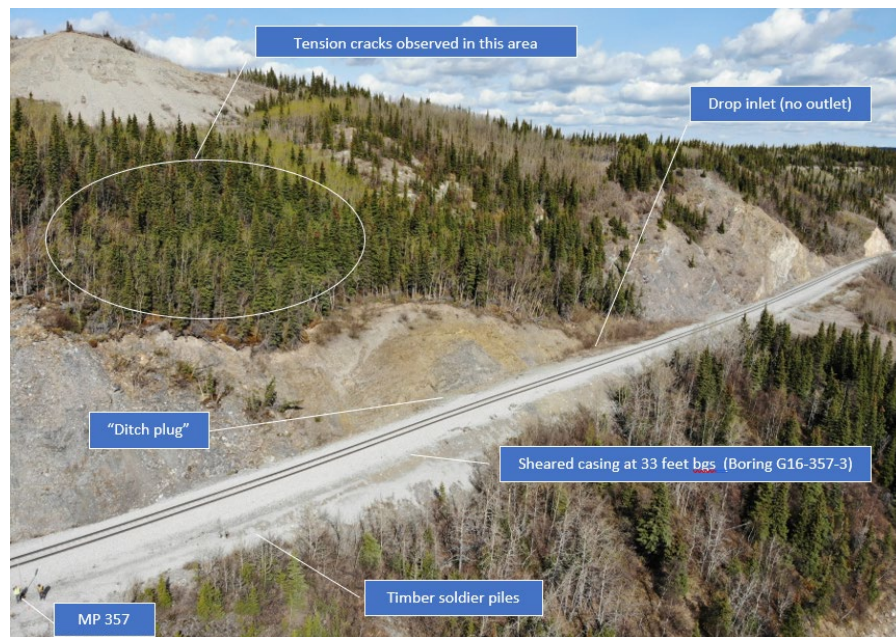 Tension cracks observed in this area
Drop inlet (no outlet)
“Ditch plug”
Sheared casing at 33 feet bgs (Boring G16-357-3)
Timber soldier piles
MP 357